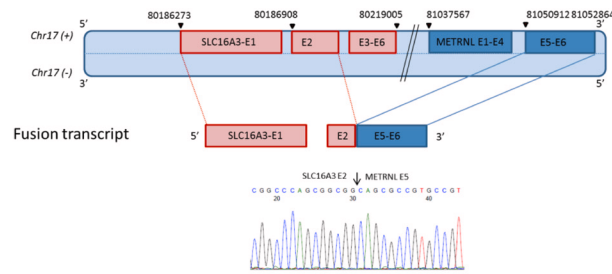 5’ 80186273 80186908 80219005 81037567 81050912 81052864 3’
Chr17 (+) SLC16A3-E1 E2 E3-E6 METRNL E1-E4 E5-E6
Chr17 (-)
3’ 5’
Fusion transcript 5’ SLC16A3-E1 E2 E5-E6 3’
SLC16A3 E2 METRNL E5
C G G C C C A G C G G C G G C A G C G C C G T G C C G T
20 30 40